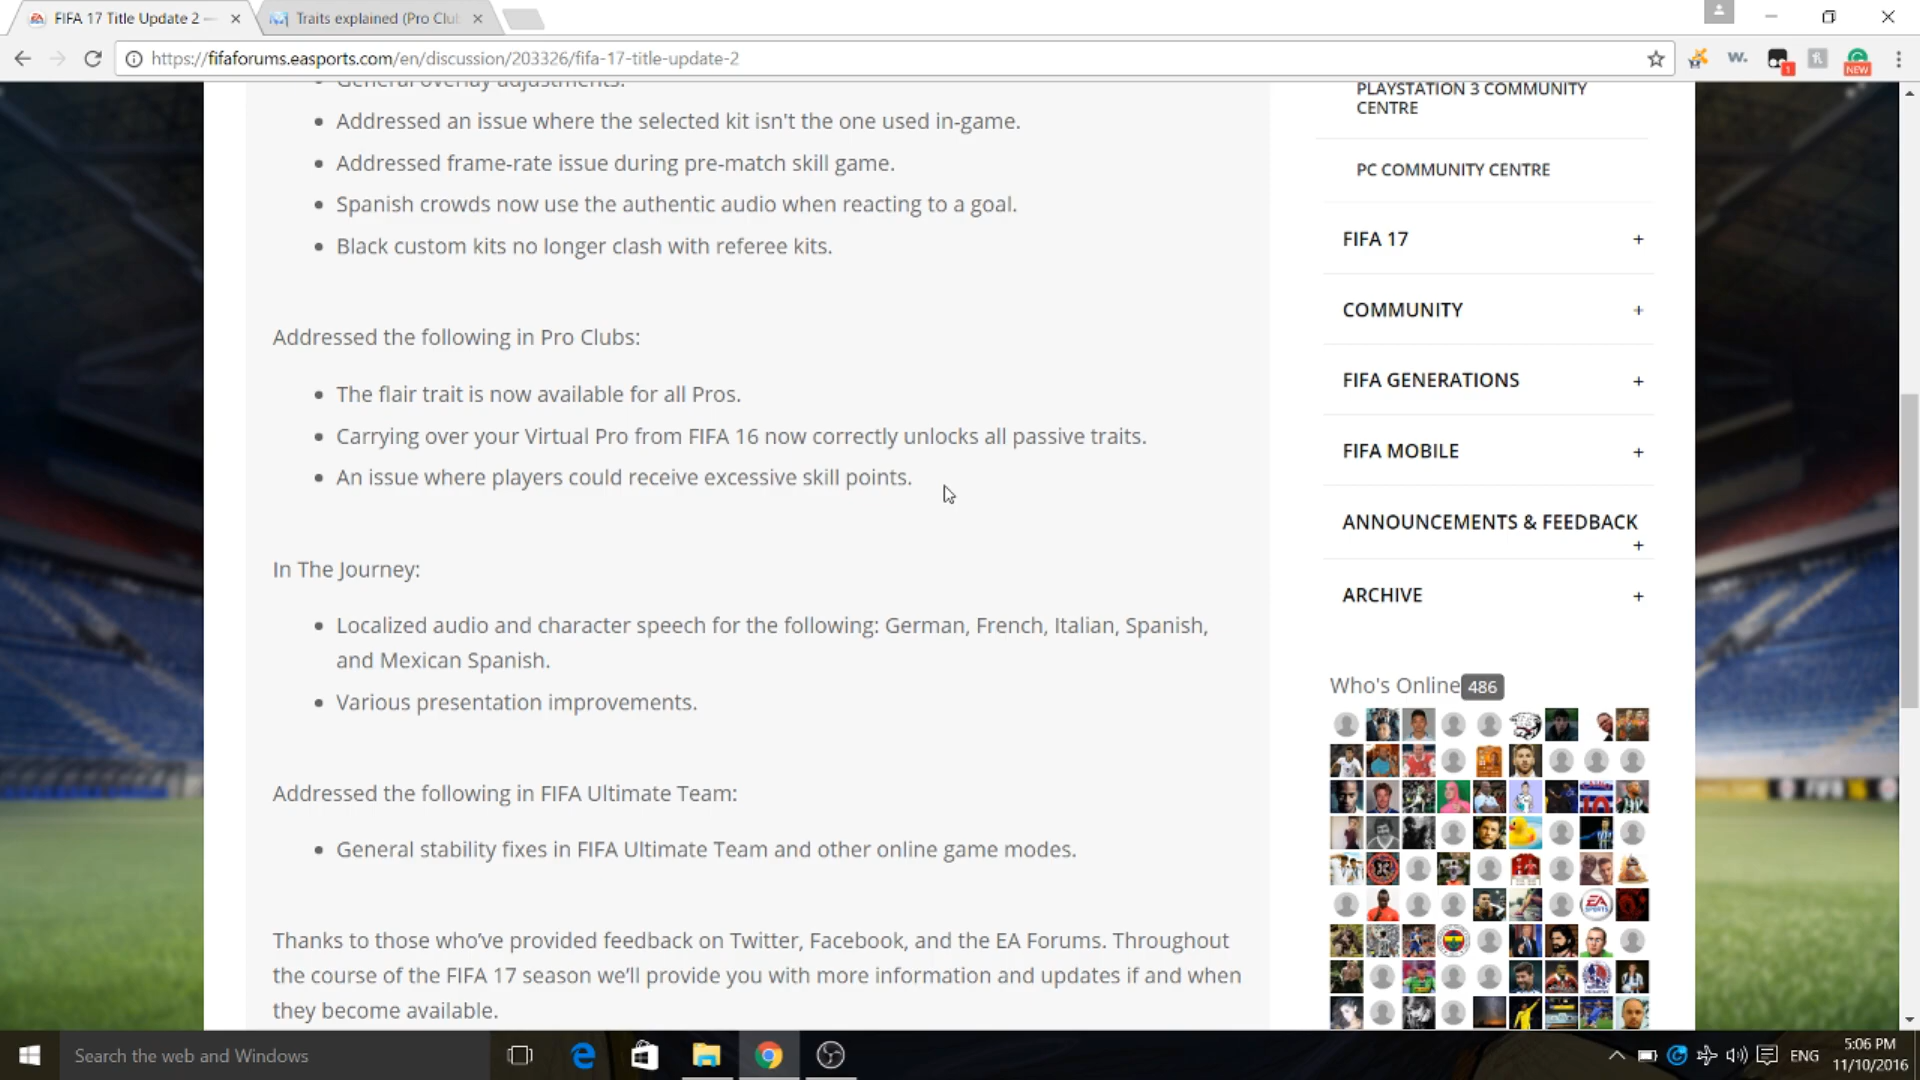 FIFA 17 Title Update 2 —
Traits explained (Pro Clu
https://fifaforums.easports.com/en/discussion/203326/fifa-17-title-update-2
w.
1
NEW
General overlay adjustments.
Addressed an issue where the selected kit isn't the one used in-game.
Addressed frame-rate issue during pre-match skill game.
Spanish crowds now use the authentic audio when reacting to a goal.
Black custom kits no longer clash with referee kits.
Addressed the following in Pro Clubs:
The flair trait is now available for all Pros.
Carrying over your Virtual Pro from FIFA 16 now correctly unlocks all passive traits.
An issue where players could receive excessive skill points.
In The Journey:
Localized audio and character speech for the following: German, French, Italian, Spanish,
and Mexican Spanish.
Various presentation improvements.
Addressed the following in FIFA Ultimate Team:
General stability fixes in FIFA Ultimate Team and other online game modes.
Thanks to those who've provided feedback on Twitter, Facebook, and the EA Forums. Throughout
the course of the FIFA 17 season we'll provide you with more information and updates if and when
they become available.
PLAYSTATION 3 COMMUNITY
CENTRE
PC COMMUNITY CENTRE
FIFA 17 +
COMMUNITY +
FIFA GENERATIONS +
FIFA MOBILE +
ANNOUNCEMENTS & FEEDBACK
+
ARCHIVE +
Who's Online 486
Search the web and Windows
ENG
5:06 PM
11/10/2016